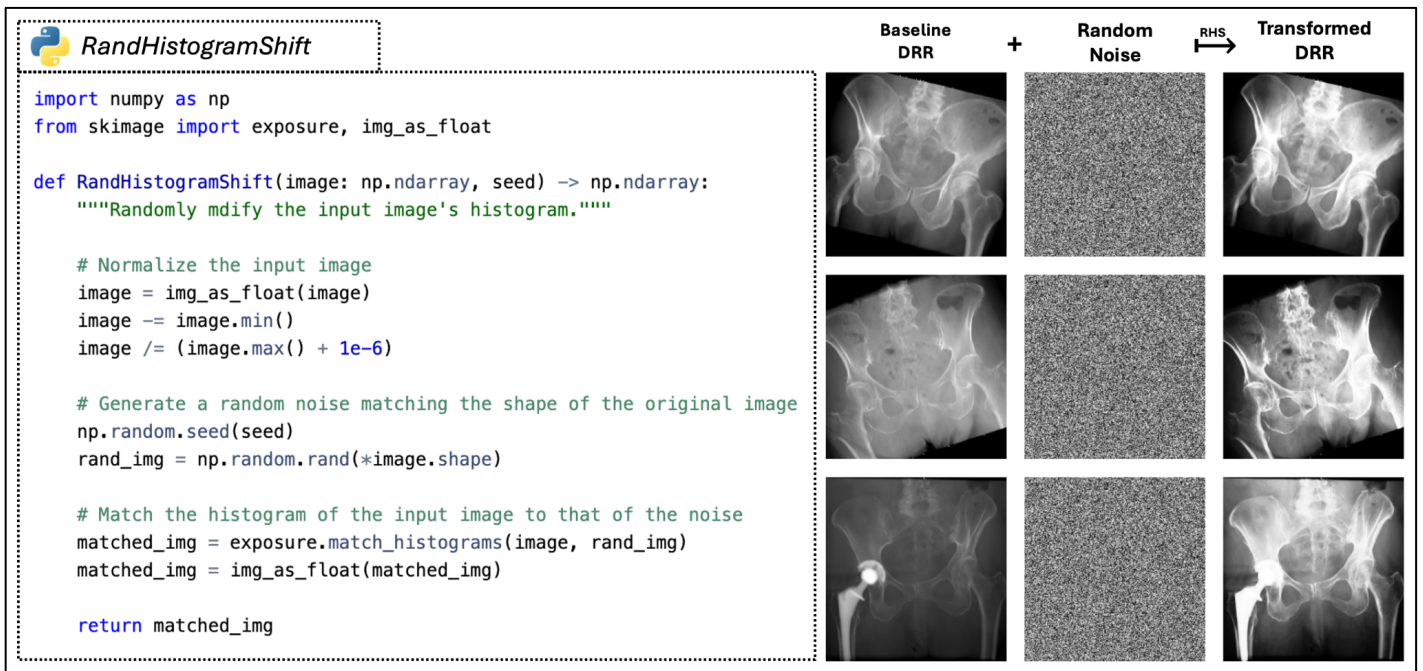 RandHistogramShift
import numpy as np
from skimage import exposure, img_as_float
def RandHistogramShift(image: np.ndarray, seed) -> np.ndarray:
"""Randomly mdify the input image's histogram."""
# Normalize the input image
image = img_as_float(image)
image -= image.min()
image /= (image.max() + 1e-6)
# Generate a random noise matching the shape of the original image
np.random.seed(seed)
rand_img = np.random.rand(*image.shape)
# Match the histogram of the input image to that of the noise
matched_img = exposure.match_histograms(image, rand_img)
matched_img = img_as_float(matched_img)
return matched_img
Baseline
DRR
+
Random
Noise
RHS
Transformed
DRR